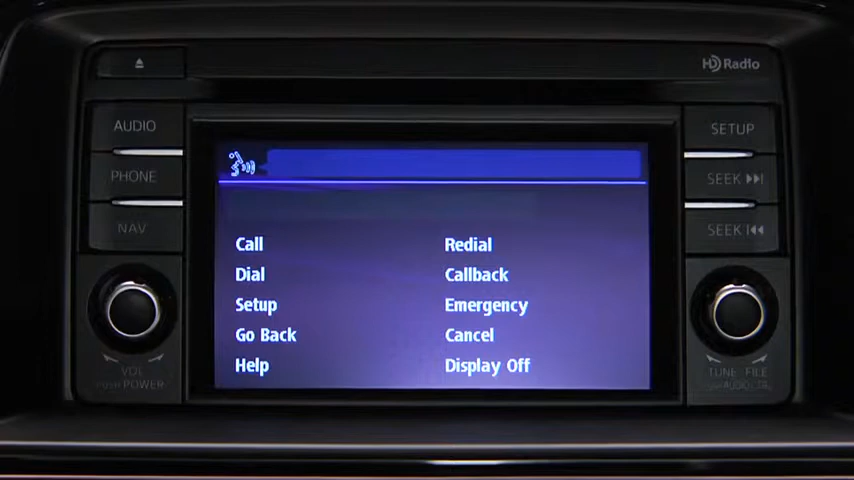 HD Radio
AUDIO
SETUP
PHONE
SEEK
NAV
SEEK
Call
Redial
Dial
Callback
Setup
Emergency
Go Back
Cancel
Help
Display Off
VOL
PUSH POWER
TUNE FILE